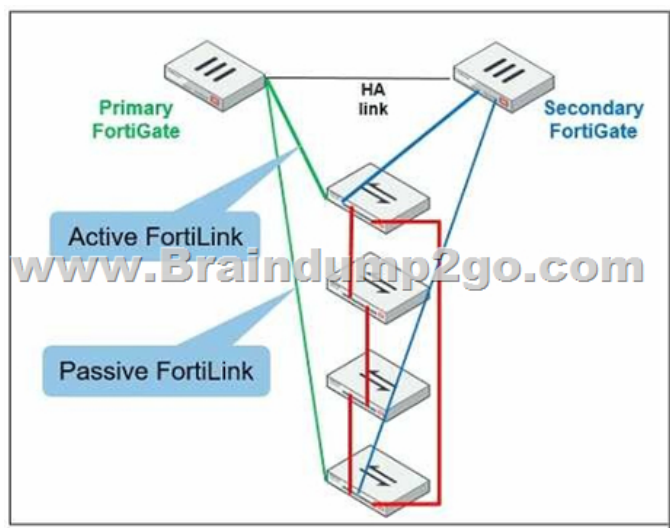 Primary
FortiGate
HA
link
Secondary
FortiGate
Active FortiLink
www.Braindump2go.com
Passive FortiLink